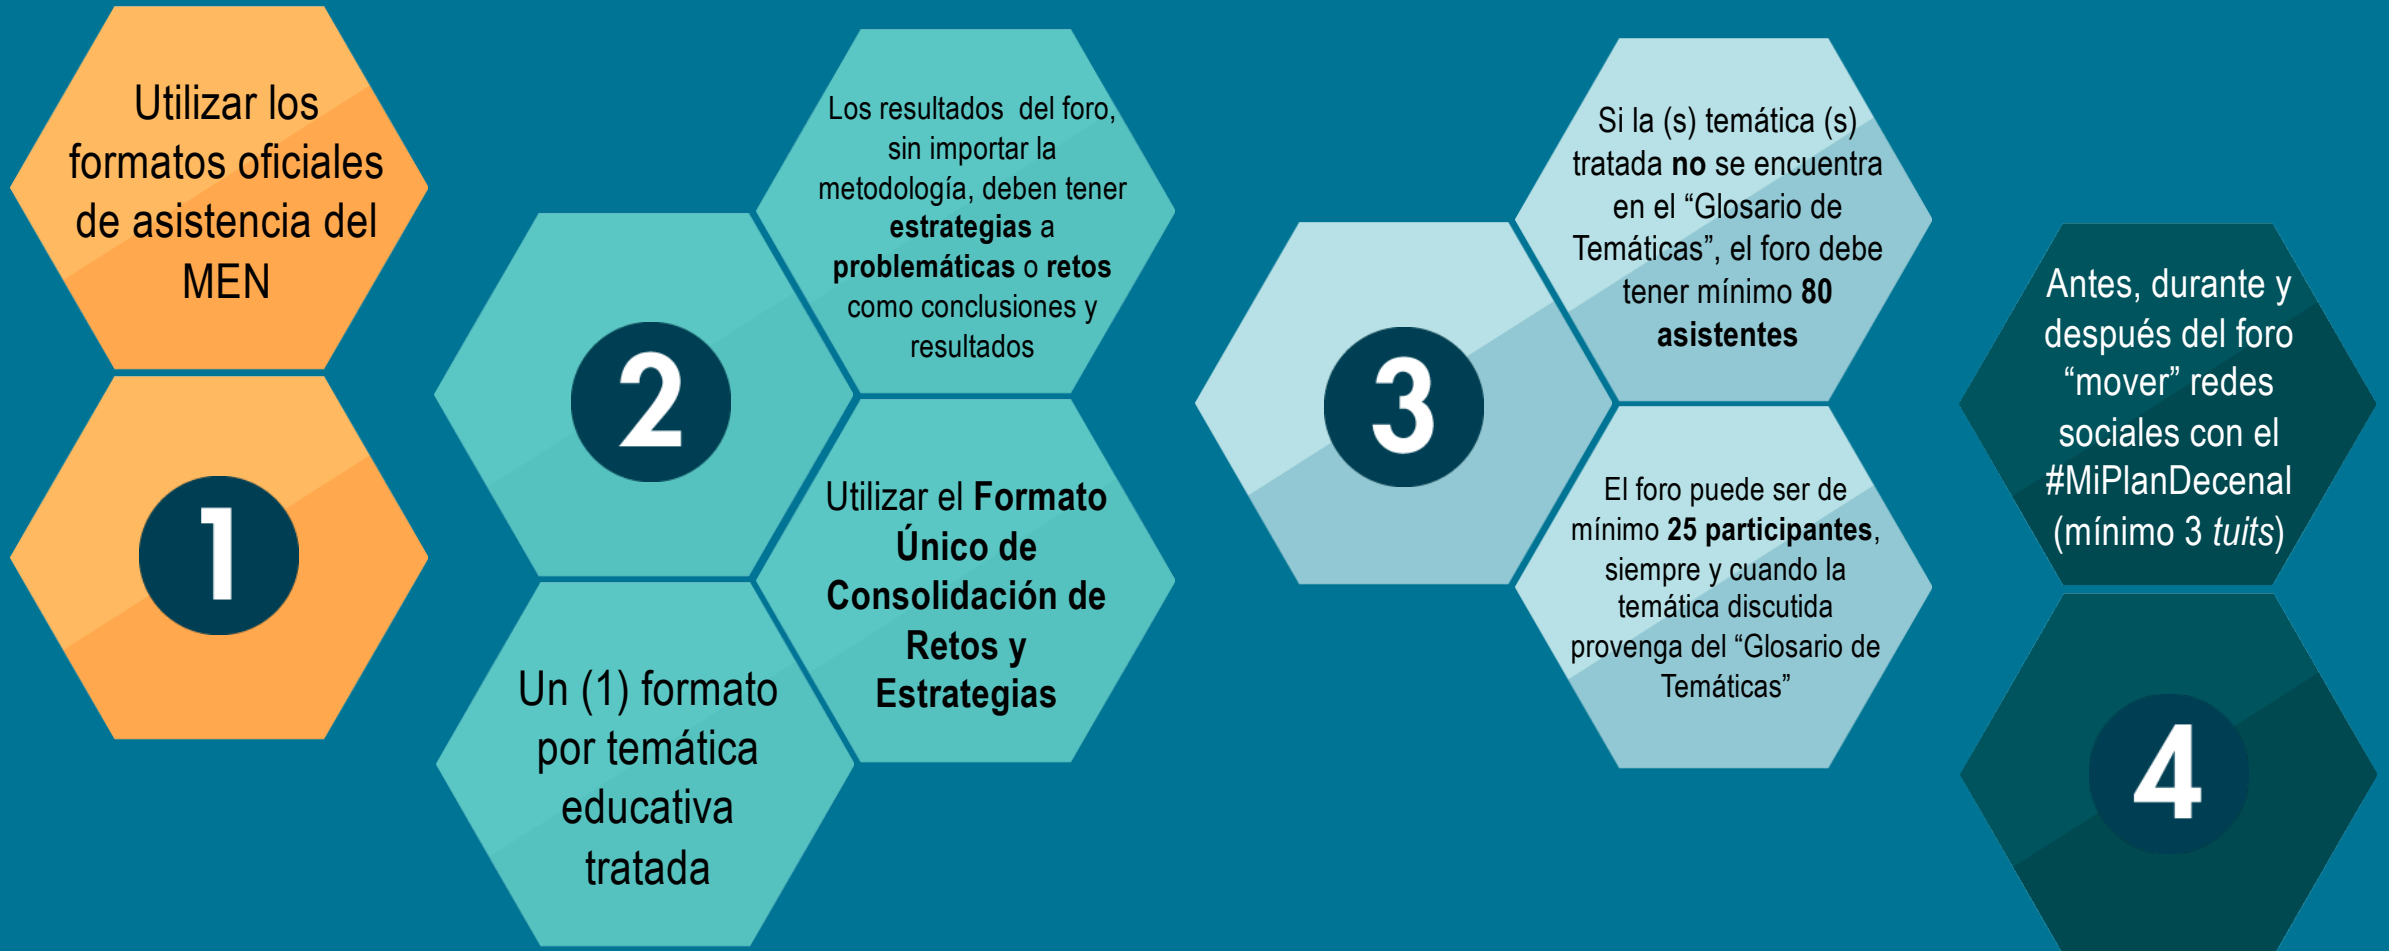 Utilizar los
formatos oficiales
de asistencia del
MEN
1
2
Los resultados del foro,
sin importar la
metodología, deben tener
estrategias a
problemáticas o retos
como conclusiones y
resultados
Utilizar el Formato
Único de
Consolidación de
Retos y
Estrategias
Un (1) formato
por temática
educativa
tratada
3
Si la (s) temática (s)
tratada no se encuentra
en el “Glosario de
Temáticas”, el foro debe
tener mínimo 80
asistentes
El foro puede ser de
mínimo 25 participantes,
siempre y cuando la
temática discutida
provenga del “Glosario de
Temáticas”
Antes, durante y
después del foro
“mover” redes
sociales con el
#MiPlanDecenal
(mínimo 3 tuits)
4